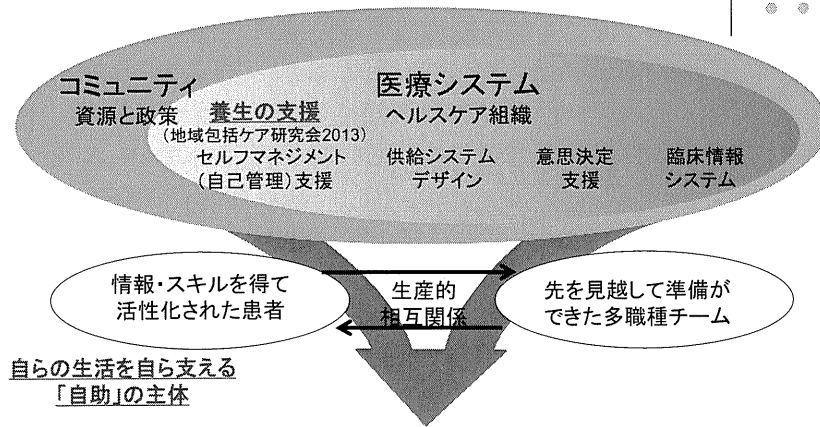 コミュニティ
資源と政策
養生の支援
(地域包括ケア研究会2013)
セルフマネジメント
(自己管理)支援
医療システム
ヘルスケア組織
供給システム
デザイン
意思決定
支援
臨床情報
システム
情報・スキルを得て
活性化された患者
生産的
相互関係
先を見越して準備が
できた多職種チーム
自らの生活を自ら支える
「自助」の主体